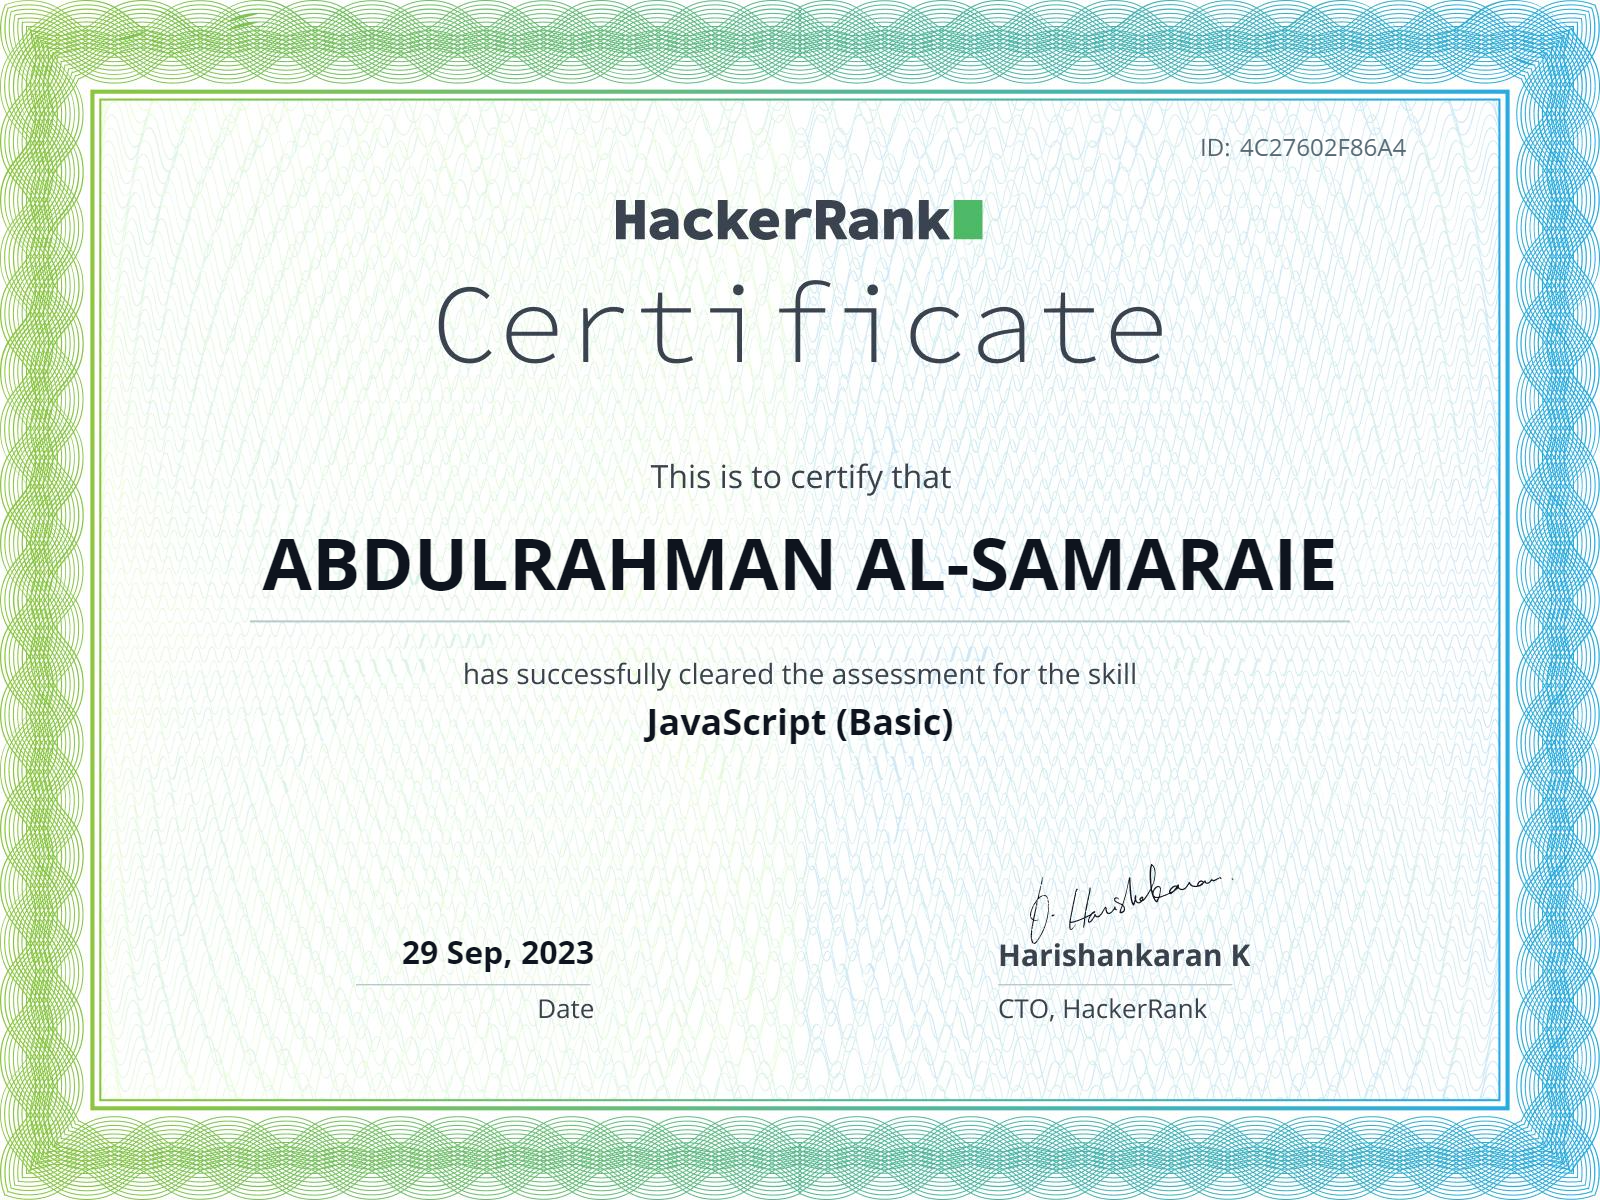 ID: 4C27602F86A4
HackerRank
Certificate
This is to certify that
ABDULRAHMAN AL-SAMARAIE
has successfully cleared the assessment for the skill
JavaScript (Basic)
29 Sep, 2023
Date
Harishankaran K
CTO, HackerRank